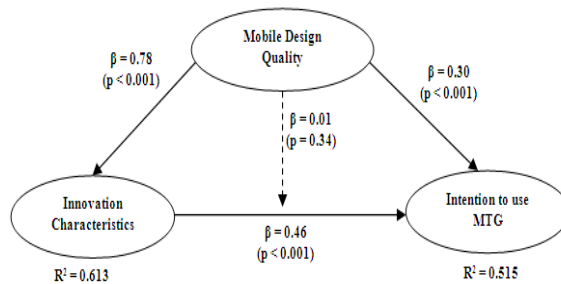 Mobile Design
Quality
β = 0.78
(p < 0.001)
β = 0.30
(p < 0.001)
β = 0.01
(p = 0.34)
Innovation
Characteristics
Intention to use
MTG
β = 0.46
(p < 0.001)
R² = 0.613
R² = 0.515